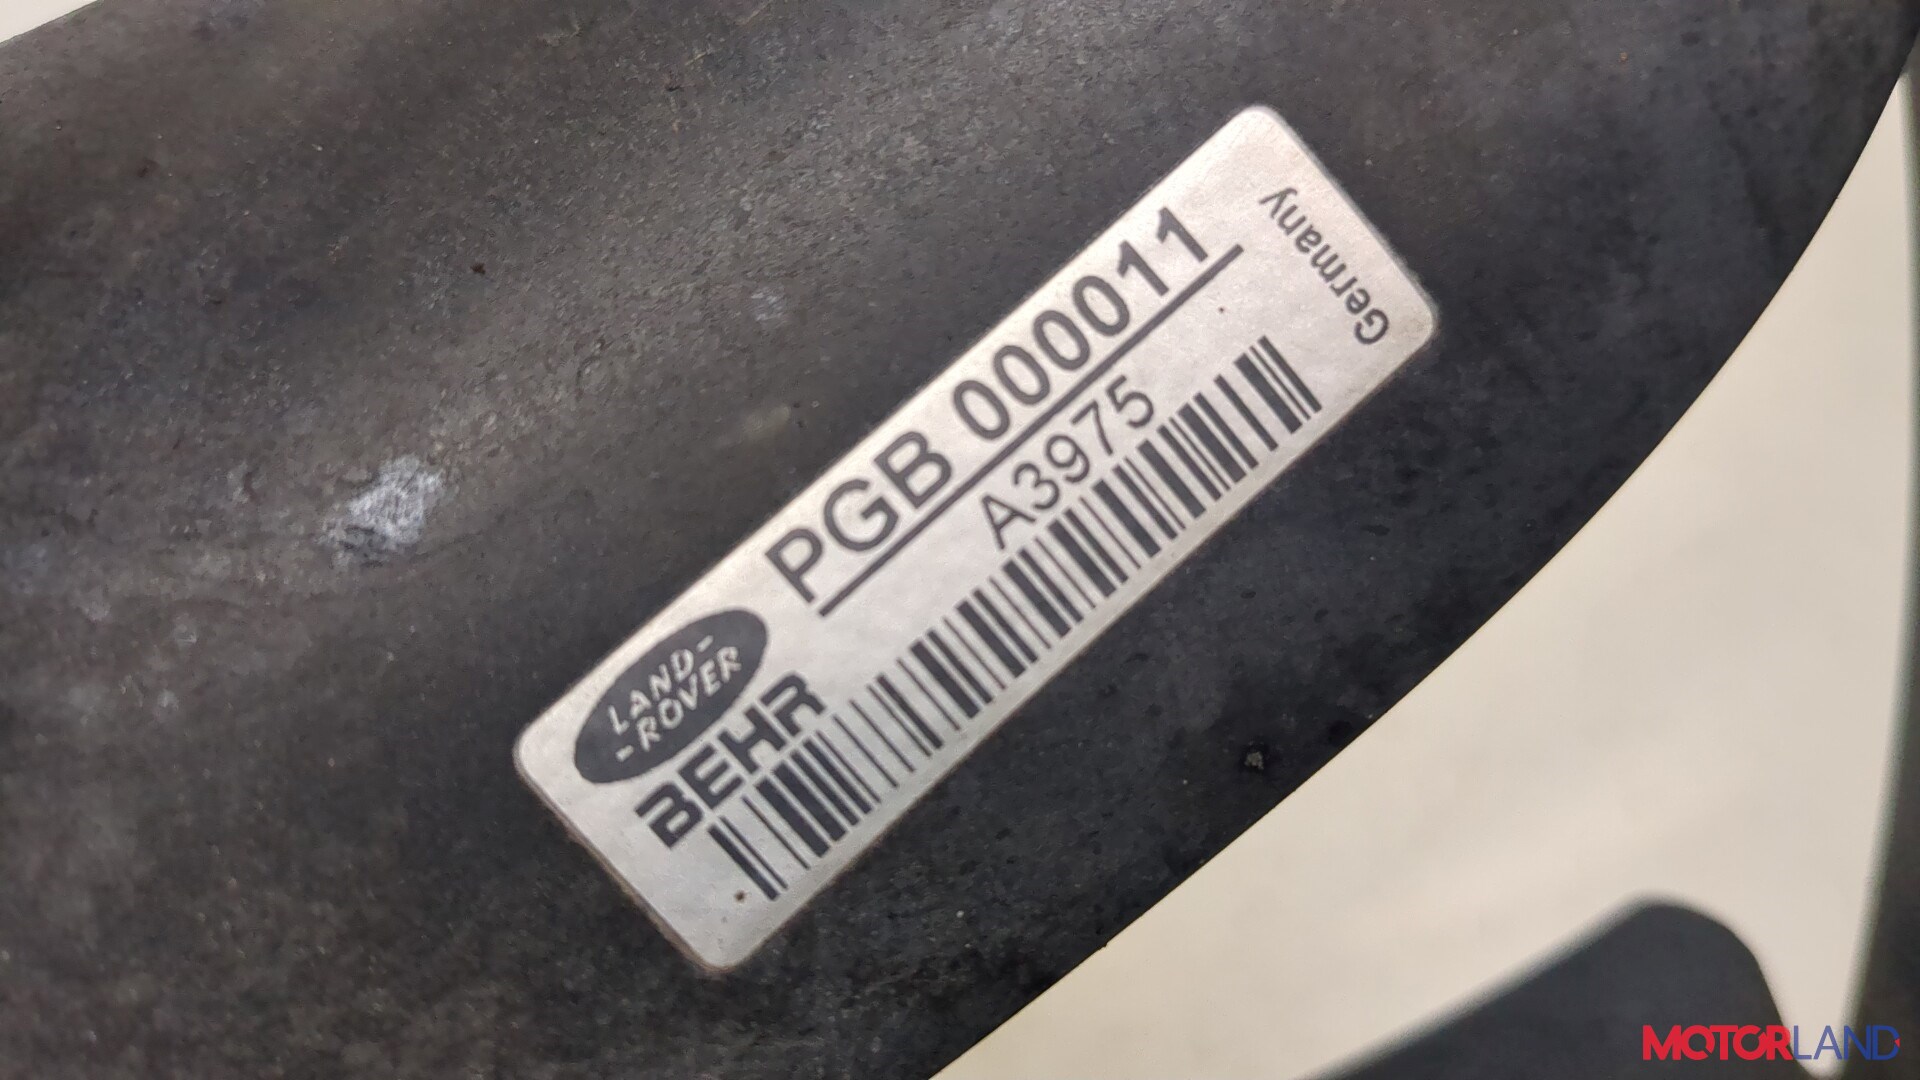 LAND-
-ROVER
PGB 000011
BEHR
A3975
Germany
MOTORLAND